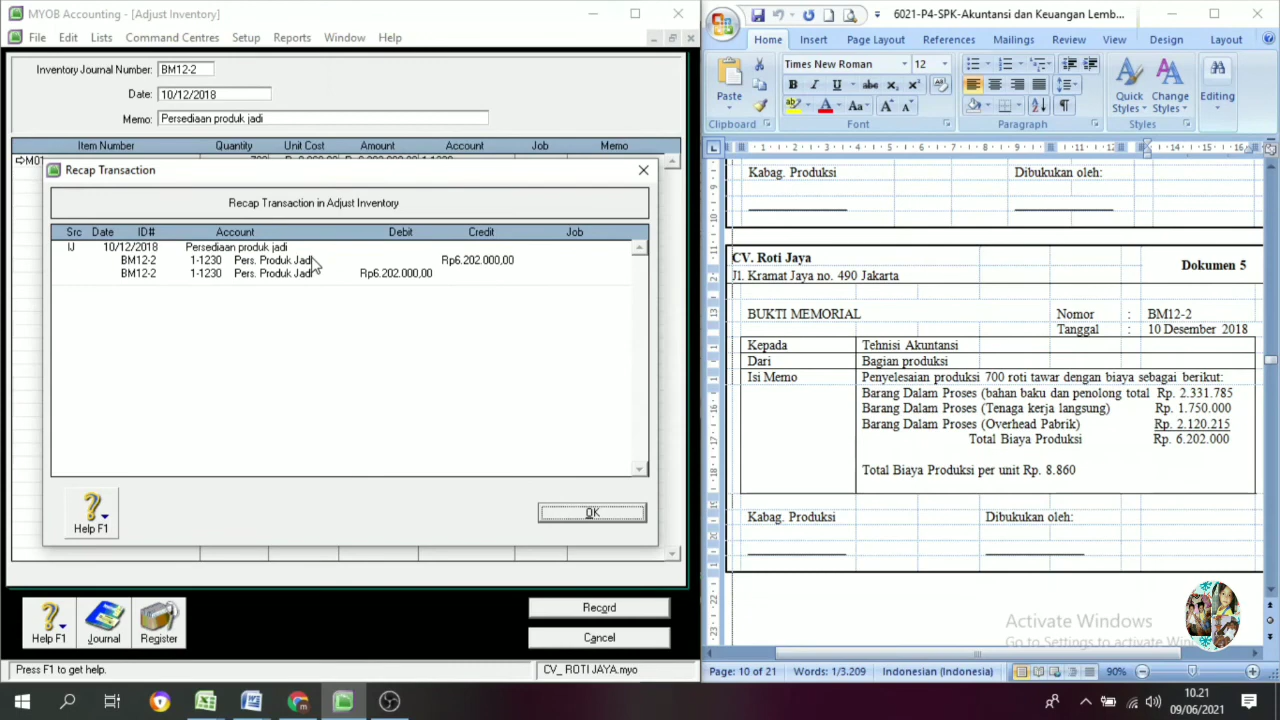 MYOB Accounting - [Adjust Inventory]
File Edit Lists Command Centres Setup Reports Window Help
Inventory Journal Number: BM12-2
Date: 10/12/2018
Memo: Persediaan produk jadi
Item Number Quantity Unit Cost Amount Account Job Memo
Recap Transaction
Recap Transaction in Adjust Inventory
Src Date ID# Account Debit Credit Job
IJ 10/12/2018 Persediaan produk jadi
BM12-2 1-1230 Pers. Produk Jadi Rp6.202.000,00
BM12-2 1-1230 Pers. Produk Jadi Rp6.202.000,00
Help F1
OK
Record
Cancel
Help F1 Journal Register
Press F1 to get help. CV_ ROTI JAYA.myo
6021-P4-SPK-Akuntansi dan Keuangan Lemb...
Home Insert Page Layout References Mailings Review View Design Layout
Times New Roman 12
Paste
Quick Styles
Change Styles
Editing
Clipboard Font Paragraph Styles
Kabag. Produksi Dibukukan oleh:
CV. Roti Jaya
Jl. Kramat Jaya no. 490 Jakarta
Dokumen 5
BUKTI MEMORIAL Nomor : BM12-2
Tanggal : 10 Desember 2018
Kepada Tehnisi Akuntansi
Dari Bagian produksi
Isi Memo Penyelesaian produksi 700 roti tawar dengan biaya sebagai berikut:
Barang Dalam Proses (bahan baku dan penolong total Rp. 2.331.785
Barang Dalam Proses (Tenaga kerja langsung) Rp. 1.750.000
Barang Dalam Proses (Overhead Pabrik) Rp. 2.120.215
Total Biaya Produksi Rp. 6.202.000
Total Biaya Produksi per unit Rp. 8.860
Kabag. Produksi Dibukukan oleh:
Activate Windows
Go to Settings to activate
Page: 10 of 21 Words: 1/3.209 Indonesian (Indonesia) 90%
10.21
09/06/2021